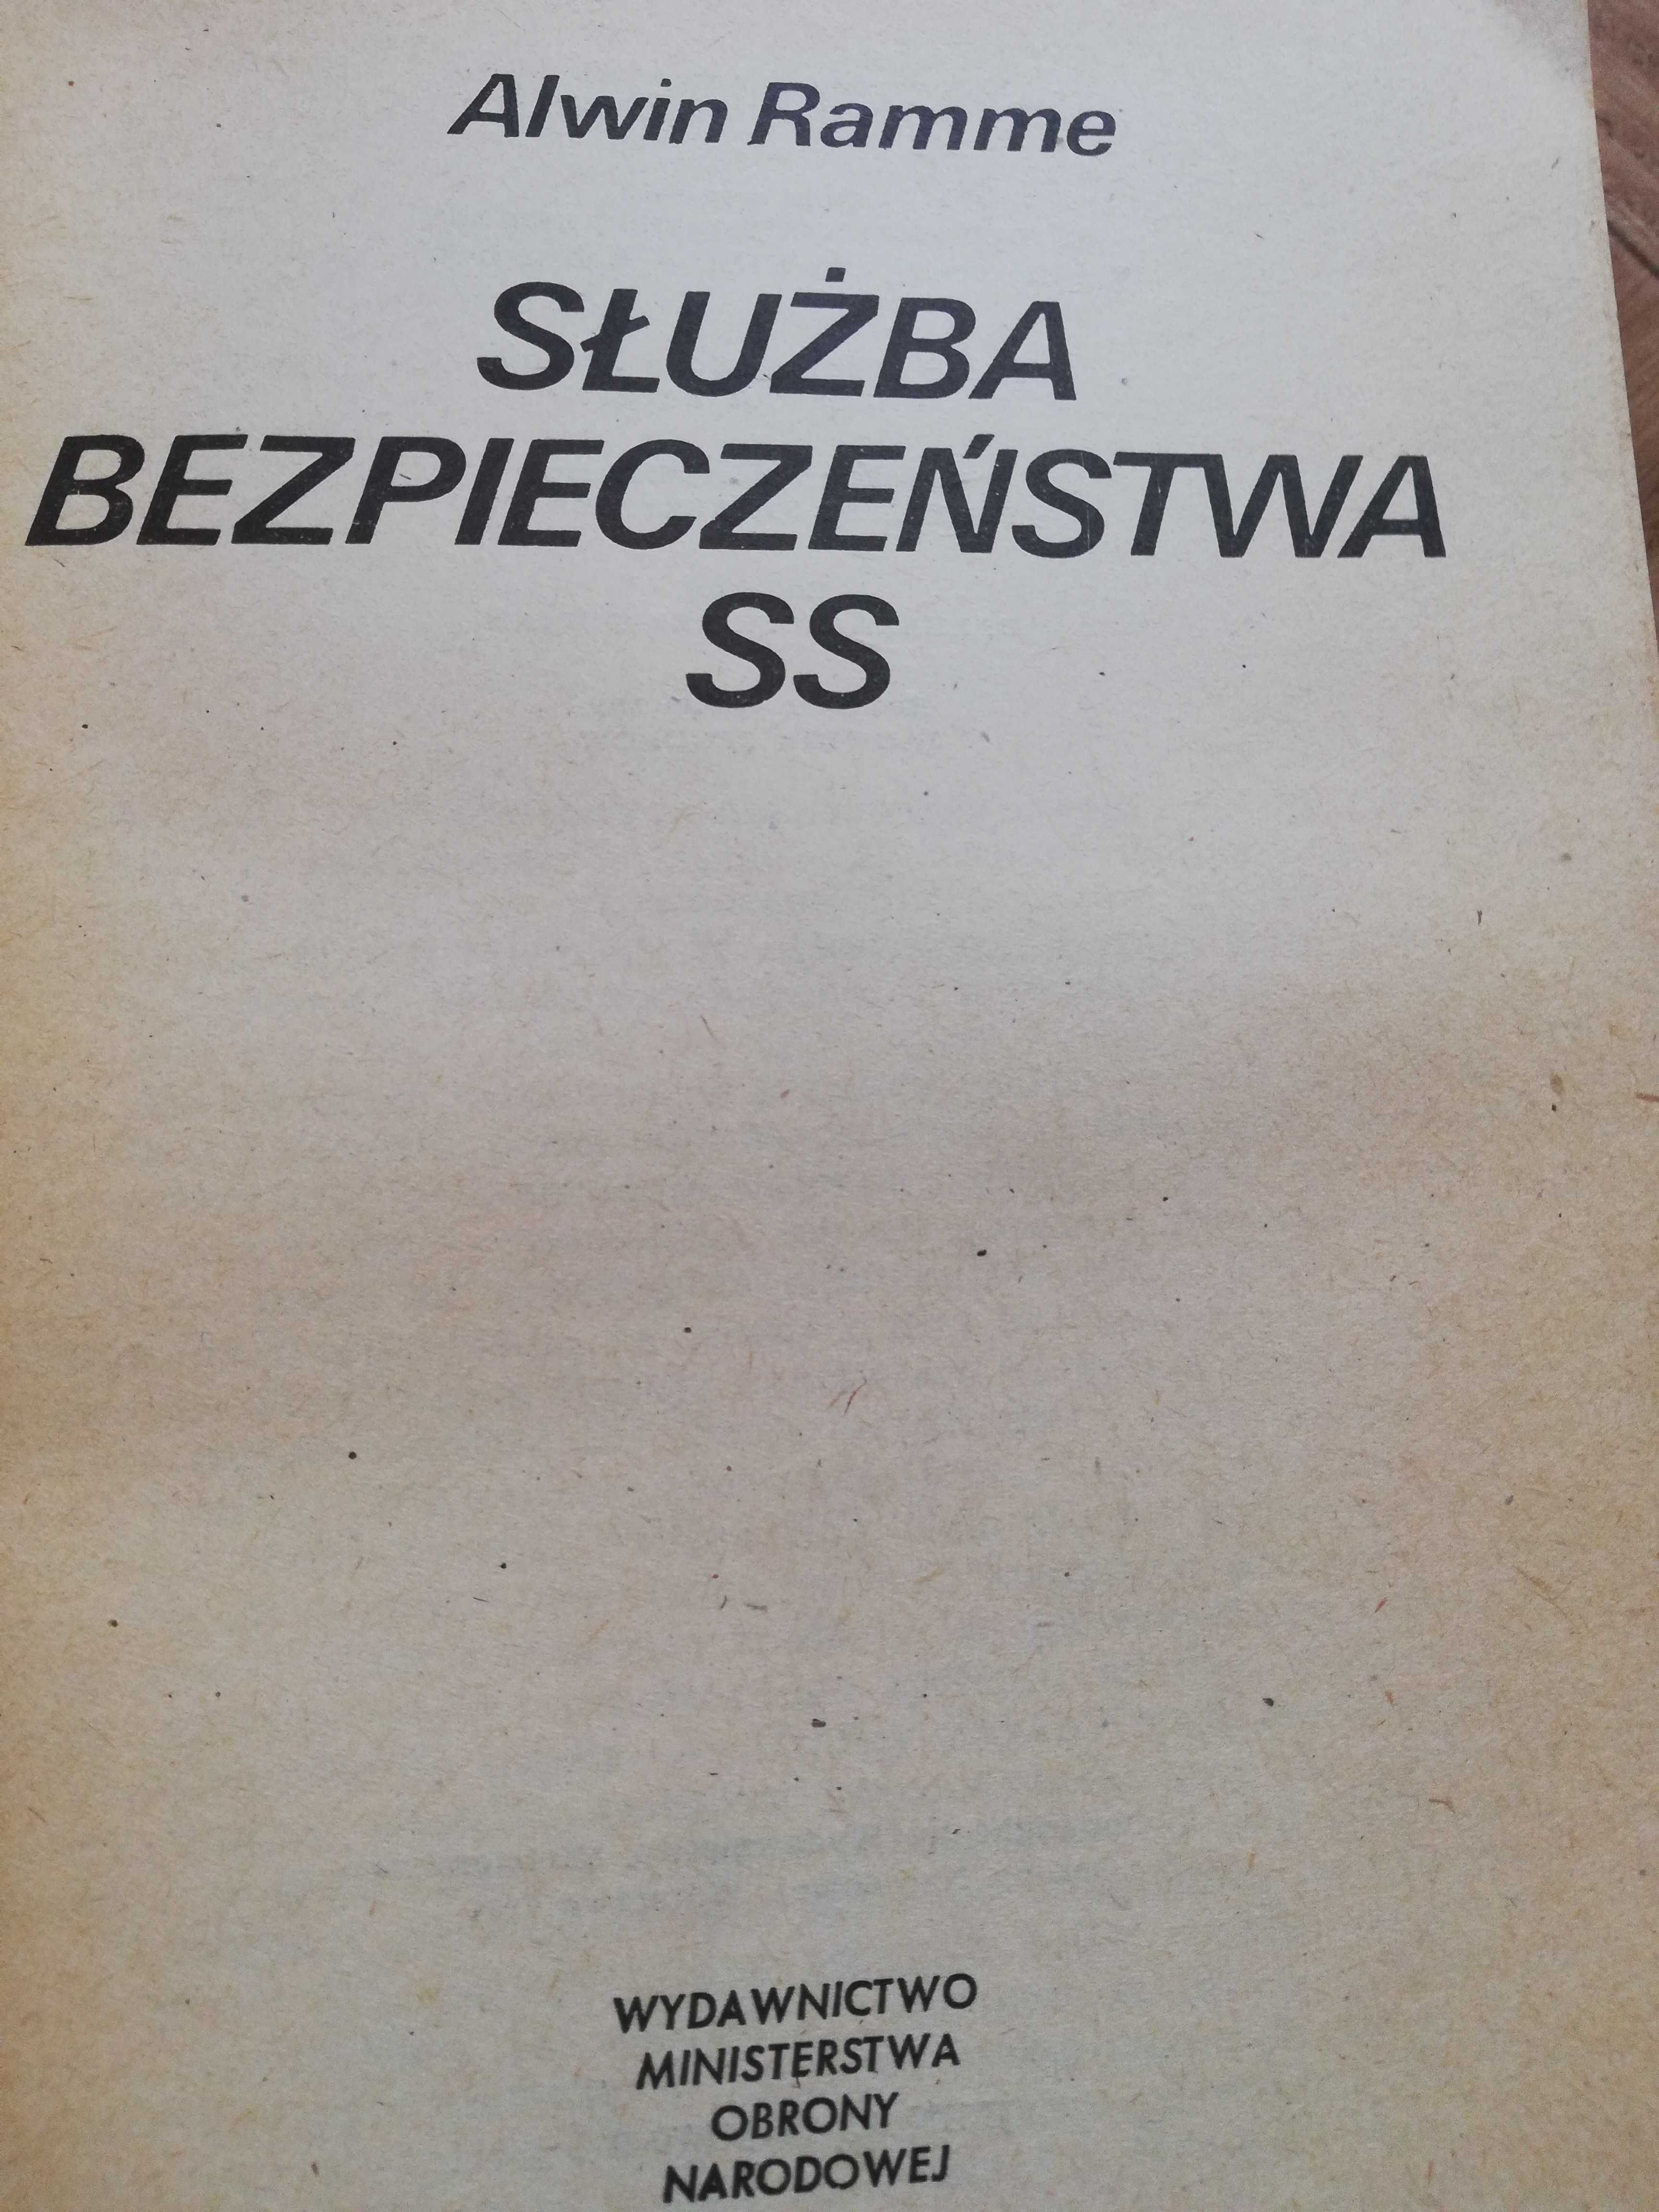 Alwin Ramme
SŁUŻBA
BEZPIECZEŃSTWA
SS
WYDAWNICTWO
MINISTERSTWA
OBRONY
NARODOWEJ